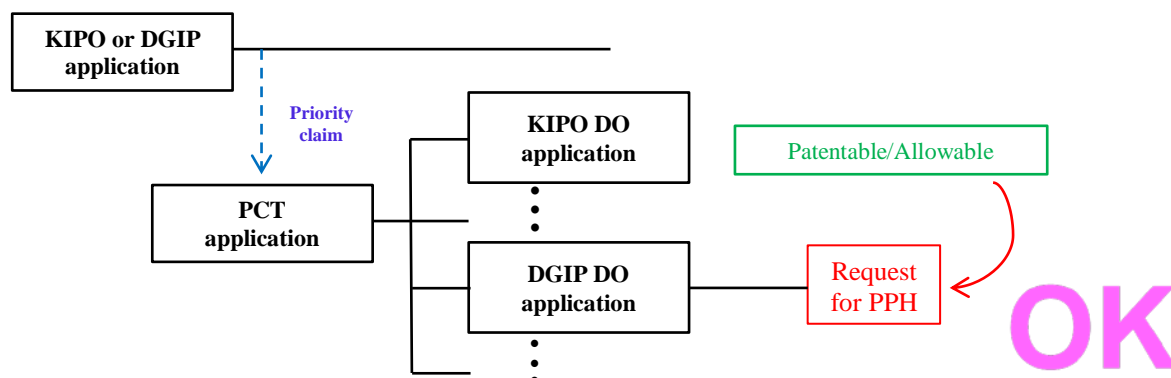 KIPO or DGIP
application
Priority
claim
KIPO DO
application
Patentable/Allowable
PCT
application
DGIP DO
application
Request
for PPH
OK